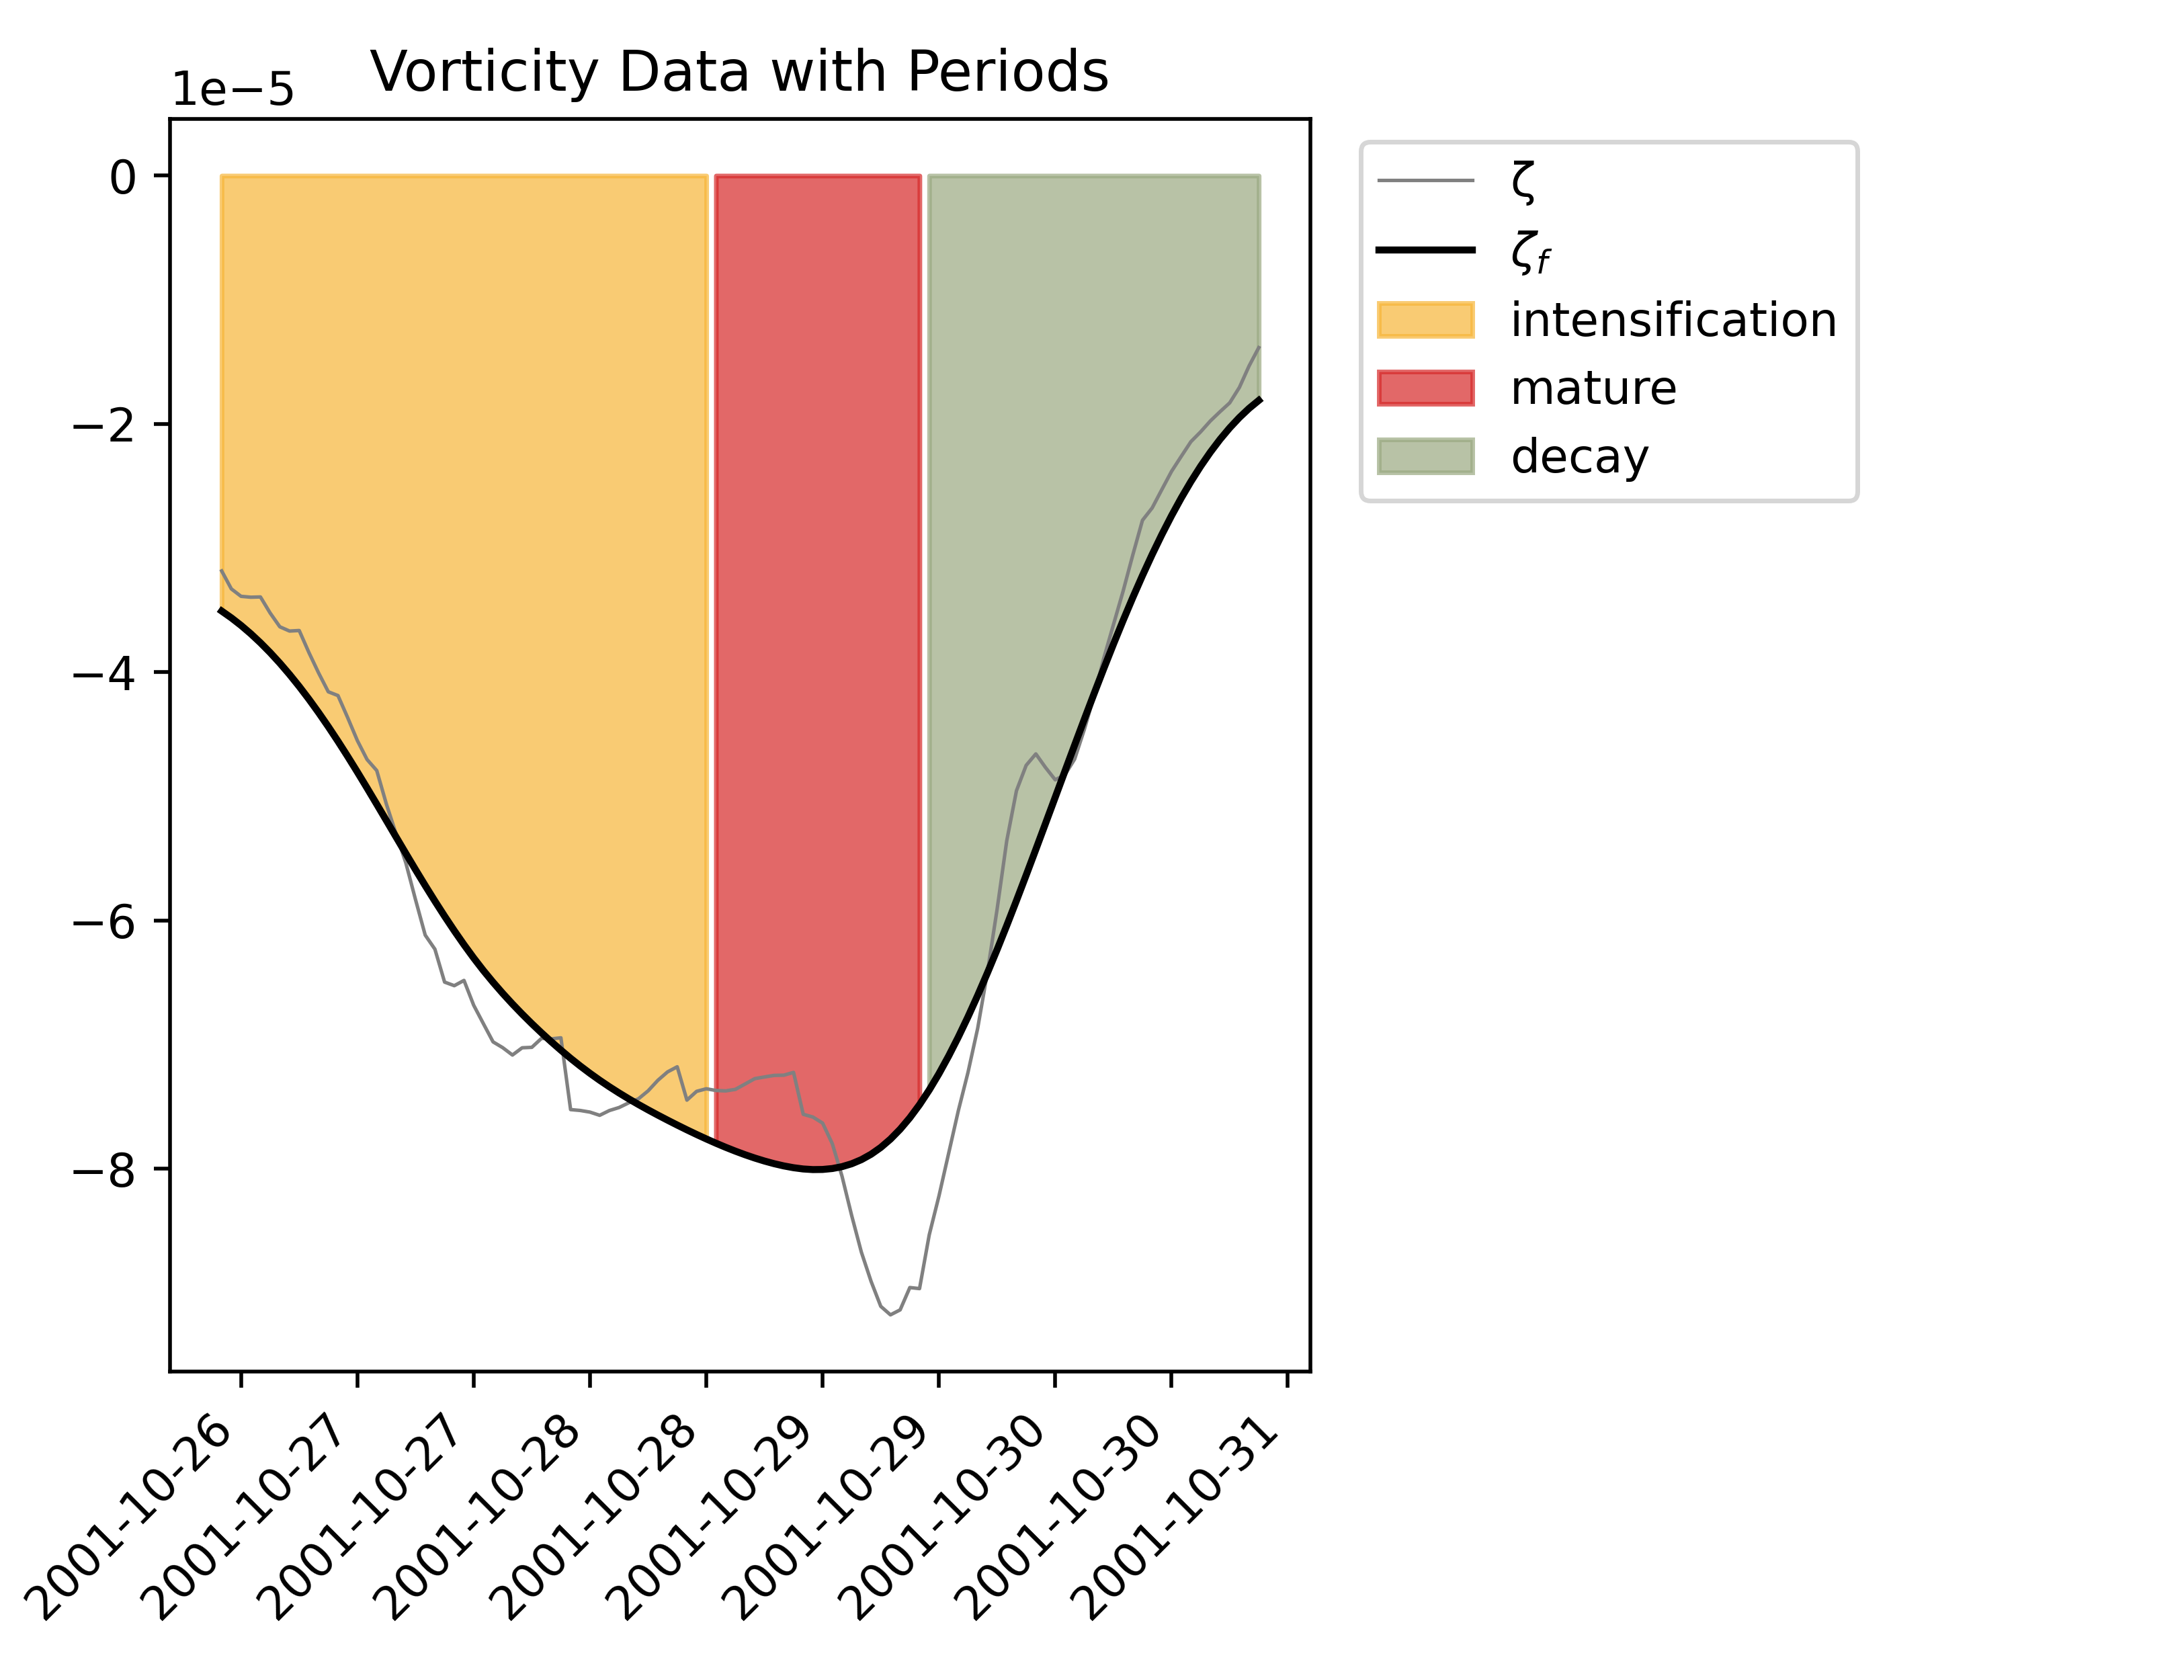 Vorticity Data with Periods
1e−5
0
−2
−4
−6
−8
2001-10-26
2001-10-27
2001-10-27
2001-10-28
2001-10-28
2001-10-29
2001-10-29
2001-10-30
2001-10-30
2001-10-31
ζ
ζf
intensification
mature
decay